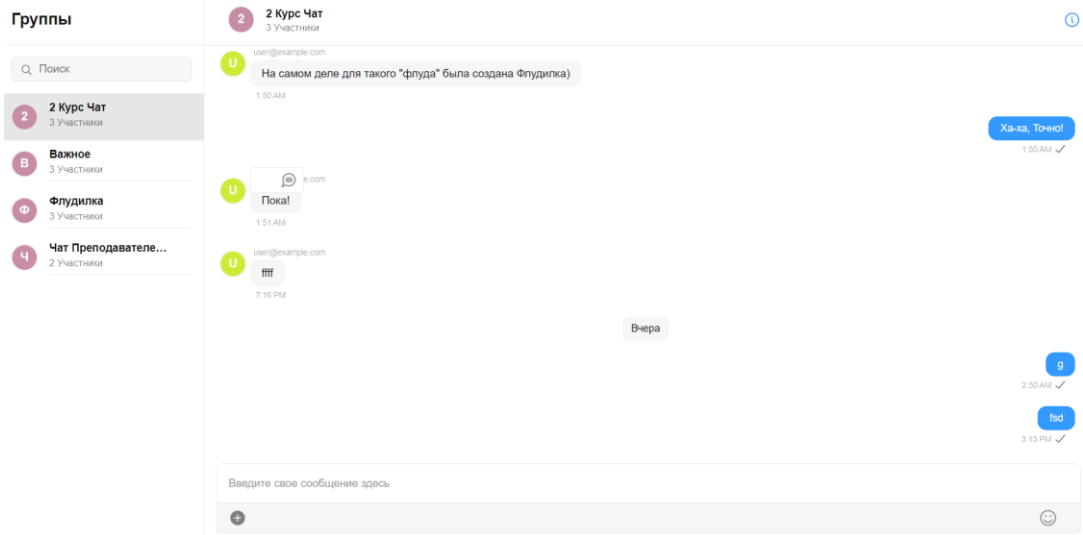 Группы
Поиск
2
2 Курс Чат
3 Участники
В
Важное
3 Участники
Ф
Флудилка
3 Участники
Ч
Чат Преподавателе...
2 Участники
2
2 Курс Чат
3 Участники
user@example.com
U
На самом деле для такого "флуда" была создана Флудилка)
1:50 AM
Ха-ха, Точно!
1:50 AM
e.com
U
Пока!
1:51 AM
user@example.com
U
ffff
7:16 PM
Вчера
g
2:50 AM
fsd
3:13 PM
Введите свое сообщение здесь